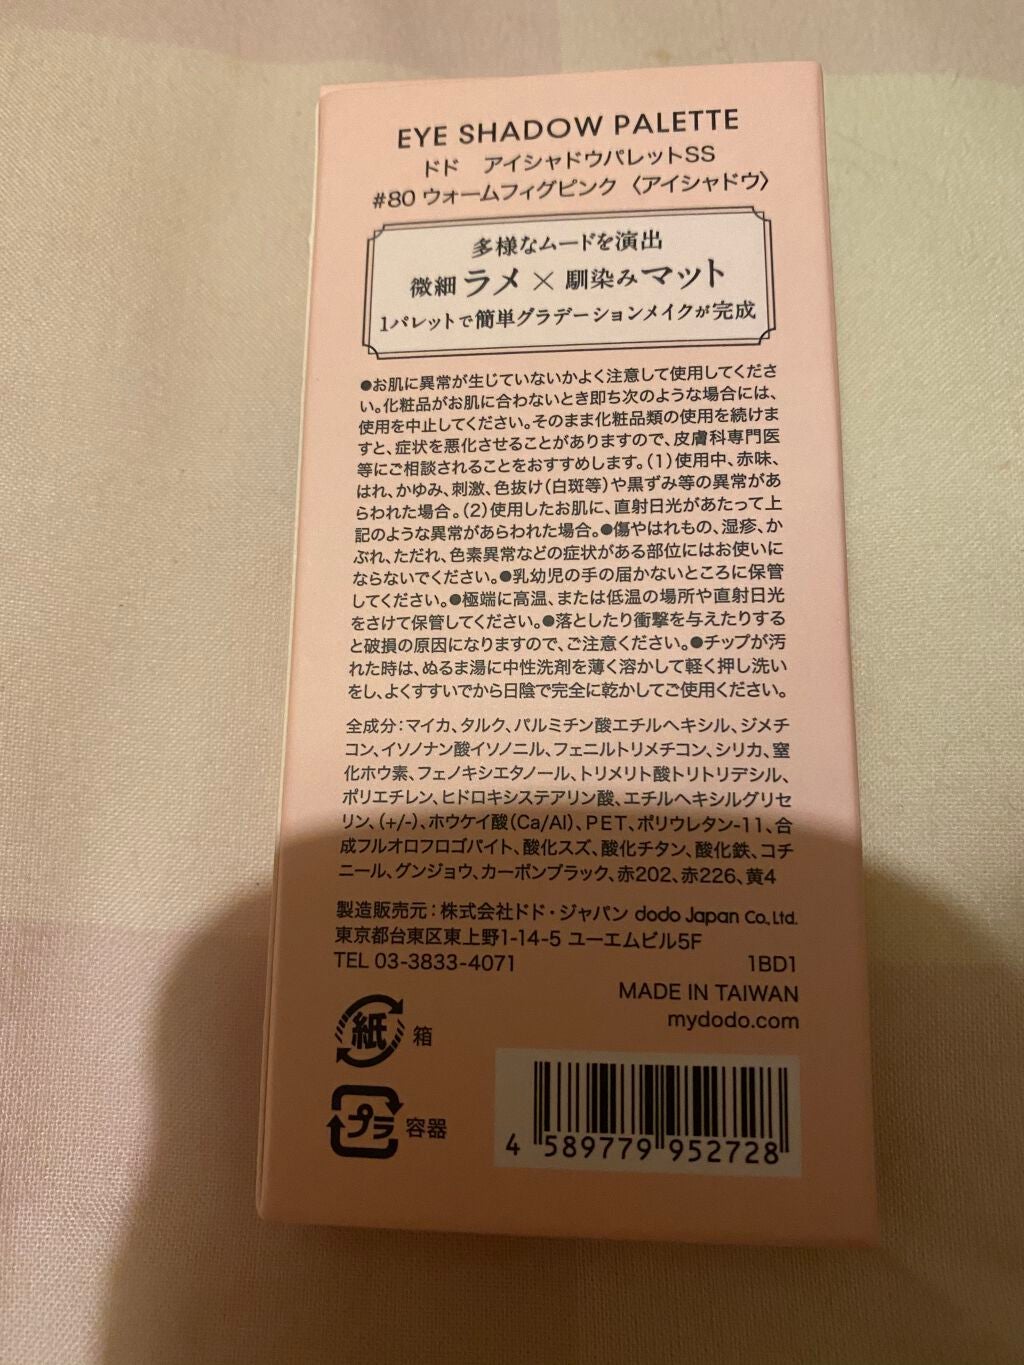 EYE SHADOW PALETTE
ドド アイシャドウパレットSS
#80 ウォームフィグピンク〈アイシャドウ〉
多様なムードを演出
微細ラメ×馴染みマット
1パレットで簡単グラデーションメイクが完成
●お肌に異常が生じていないかよく注意して使用してくださ
い。化粧品がお肌に合わないとき即ち次のような場合には、
使用を中止してください。そのまま化粧品類の使用を続けま
すと、症状を悪化させることがありますので、皮膚科専門医
等にご相談されることをおすすめします。(1)使用中、赤味、
はれ、かゆみ、刺激、色抜け(白斑等)や黒ずみ等の異常があ
らわれた場合。(2)使用したお肌に、直射日光があたって上
記のような異常があらわれた場合。●傷やはれもの、湿疹、か
ぶれ、ただれ、色素異常などの症状がある部位にはお使いに
ならないでください。●乳幼児の手の届かないところに保管
してください。●極端に高温、または低温の場所や直射日光
をさけて保管してください。●落としたり衝撃を与えたりする
と破損の原因になりますので、ご注意ください。●チップが汚
れた時は、ぬるま湯に中性洗剤を薄く溶かして軽く押し洗い
をし、よくすすいでから日陰で完全に乾かしてご使用ください。
全成分:マイカ、タルク、パルミチン酸エチルヘキシル、ジメチ
コン、イソノナン酸イソノニル、フェニルトリメチコン、シリカ、窒
化ホウ素、フェノキシエタノール、トリメリト酸トリトリデシル、
ポリエチレン、ヒドロキシステアリン酸、エチルヘキシルグリセ
リン、(+/-)、ホウケイ酸(Ca/Al)、PET、ポリウレタン-11、合
成フルオロフロゴパイト、酸化スズ、酸化チタン、酸化鉄、コチ
ニール、グンジョウ、カーボンブラック、赤202、赤226、黄4
製造販売元:株式会社ドド・ジャパン dodo Japan Co., Ltd.
東京都台東区東上野1-14-5 ユーエムビル5F
TEL 03-3833-4071 1BD1
MADE IN TAIWAN
mydodo.com
紙 箱
プラ 容器
4 589779 952728